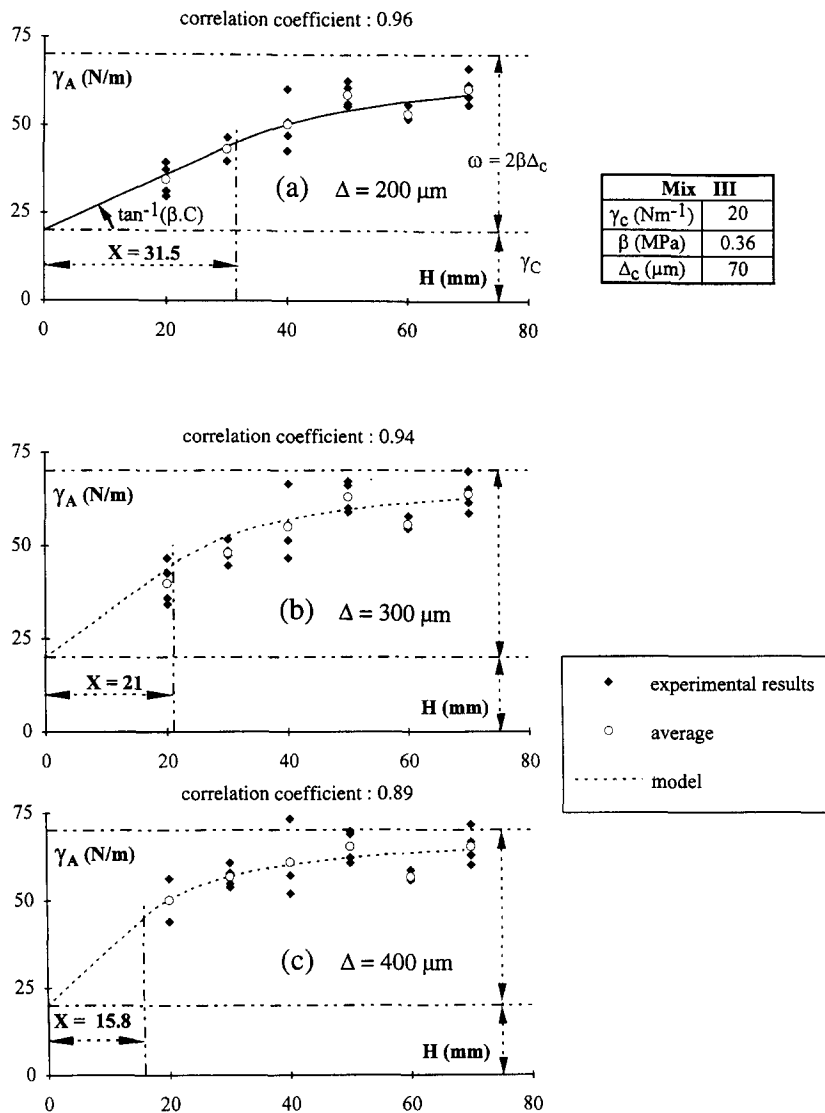 correlation coefficient : 0.96
75
γA (N/m)
50
ω = 2βΔc
(a) Δ = 200 μm
tan-1(β.C)
25
X = 31.5
H (mm)
γC
0
0 20 40 60 80
Mix III
γc (Nm-1) 20
β (MPa) 0.36
Δc (μm) 70
correlation coefficient : 0.94
75
γA (N/m)
50
(b) Δ = 300 μm
25
X = 21
H (mm)
0
0 20 40 60 80
experimental results
average
model
correlation coefficient : 0.89
75
γA (N/m)
50
(c) Δ = 400 μm
25
X = 15.8
H (mm)
0
0 20 40 60 80